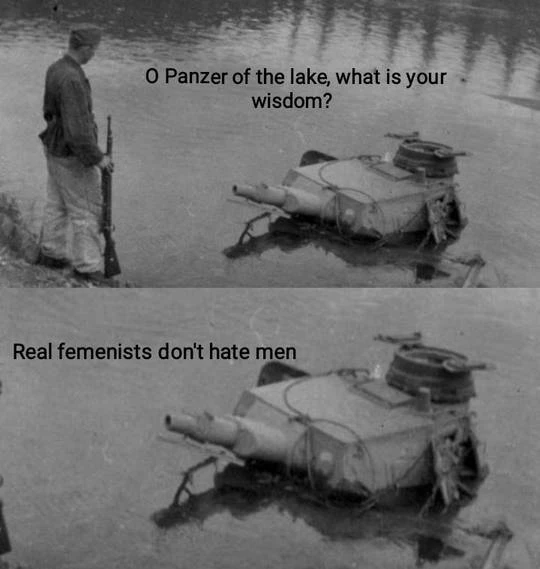 O Panzer of the lake, what is your
wisdom?
Real femenists don't hate men